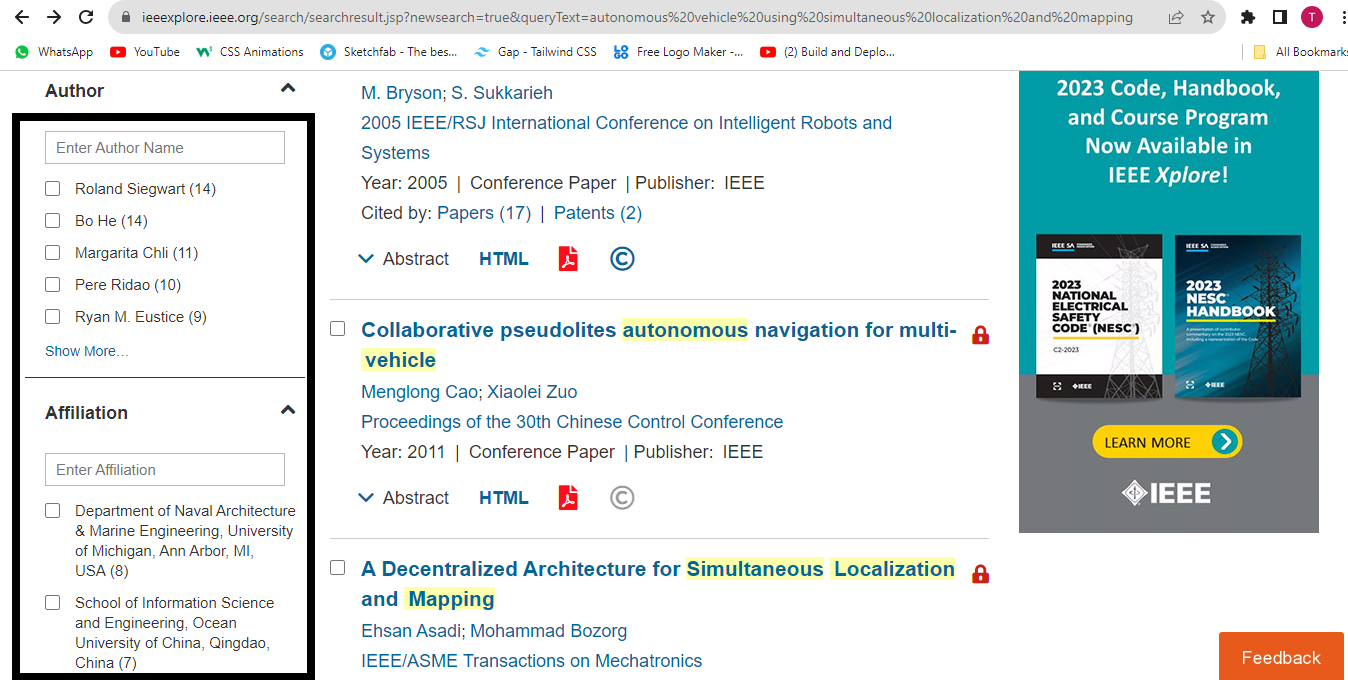 ieeexplore.ieee.org/search/searchresult.jsp?newsearch=true&queryText=autonomous%20vehicle%20using%20simultaneous%20localization%20and%20mapping
T
WhatsApp
YouTube
CSS Animations
Sketchfab - The bes...
Gap - Tailwind CSS
Free Logo Maker -...
(2) Build and Deplo...
All Bookmarks
Author
Enter Author Name
Roland Siegwart (14)
Bo He (14)
Margarita Chli (11)
Pere Ridao (10)
Ryan M. Eustice (9)
Show More...
Affiliation
Enter Affiliation
Department of Naval Architecture
& Marine Engineering, University
of Michigan, Ann Arbor, MI,
USA (8)
School of Information Science
and Engineering, Ocean
University of China, Qingdao,
China (7)
M. Bryson; S. Sukkarieh
2005 IEEE/RSJ International Conference on Intelligent Robots and
Systems
Year: 2005 | Conference Paper | Publisher: IEEE
Cited by: Papers (17) | Patents (2)
Abstract HTML ©
Collaborative pseudolites autonomous navigation for multi-
vehicle
Menglong Cao; Xiaolei Zuo
Proceedings of the 30th Chinese Control Conference
Year: 2011 | Conference Paper | Publisher: IEEE
Abstract HTML ©
A Decentralized Architecture for Simultaneous Localization
and Mapping
Ehsan Asadi; Mohammad Bozorg
IEEE/ASME Transactions on Mechatronics
2023 Code, Handbook,
and Course Program
Now Available in
IEEE Xplore!
IEEE SA
2023
NATIONAL
ELECTRICAL
SAFETY
CODE®(NESC®)
C2-2023
IEEE
IEEE SA
2023
NESC®
HANDBOOK
IEEE
LEARN MORE
IEEE
Feedback